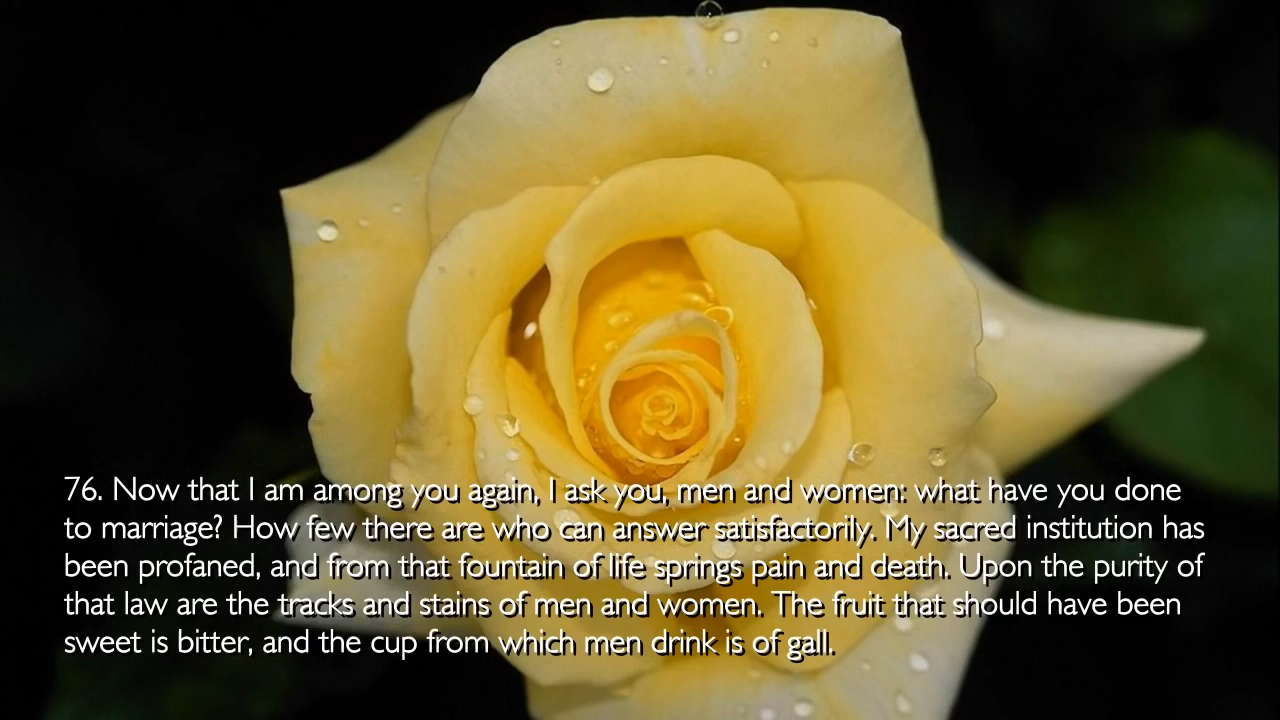 76. Now that I am among you again, I ask you, men and women: what have you done
to marriage? How few there are who can answer satisfactorily. My sacred institution has
been profaned, and from that fountain of life springs pain and death. Upon the purity of
that law are the tracks and stains of men and women. The fruit that should have been
sweet is bitter, and the cup from which men drink is of gall.